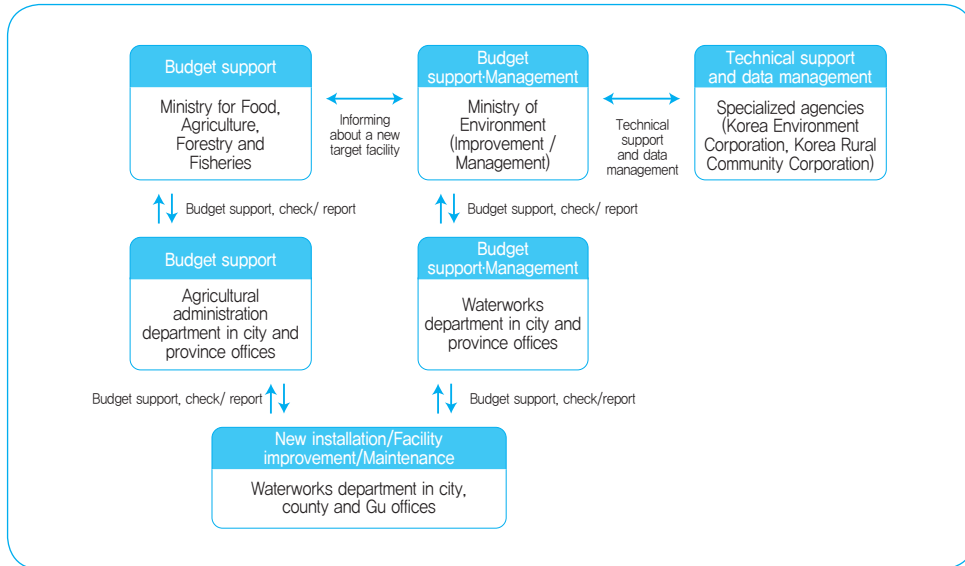 Budget support
Ministry for Food,
Agriculture,
Forestry and
Fisheries
Informing
about a new
target facility
Budget
support·Management
Ministry of
Environment
(Improvement /
Management)
Technical
support
and data
management
Technical support
and data management
Specialized agencies
(Korea Environment
Corporation, Korea Rural
Community Corporation)
Budget support, check/ report
Budget support, check/ report
Budget support
Agricultural
administration
department in city and
province offices
Budget
support·Management
Waterworks
department in city and
province offices
Budget support, check/ report
Budget support, check/report
New installation/Facility
improvement/Maintenance
Waterworks department in city,
county and Gu offices